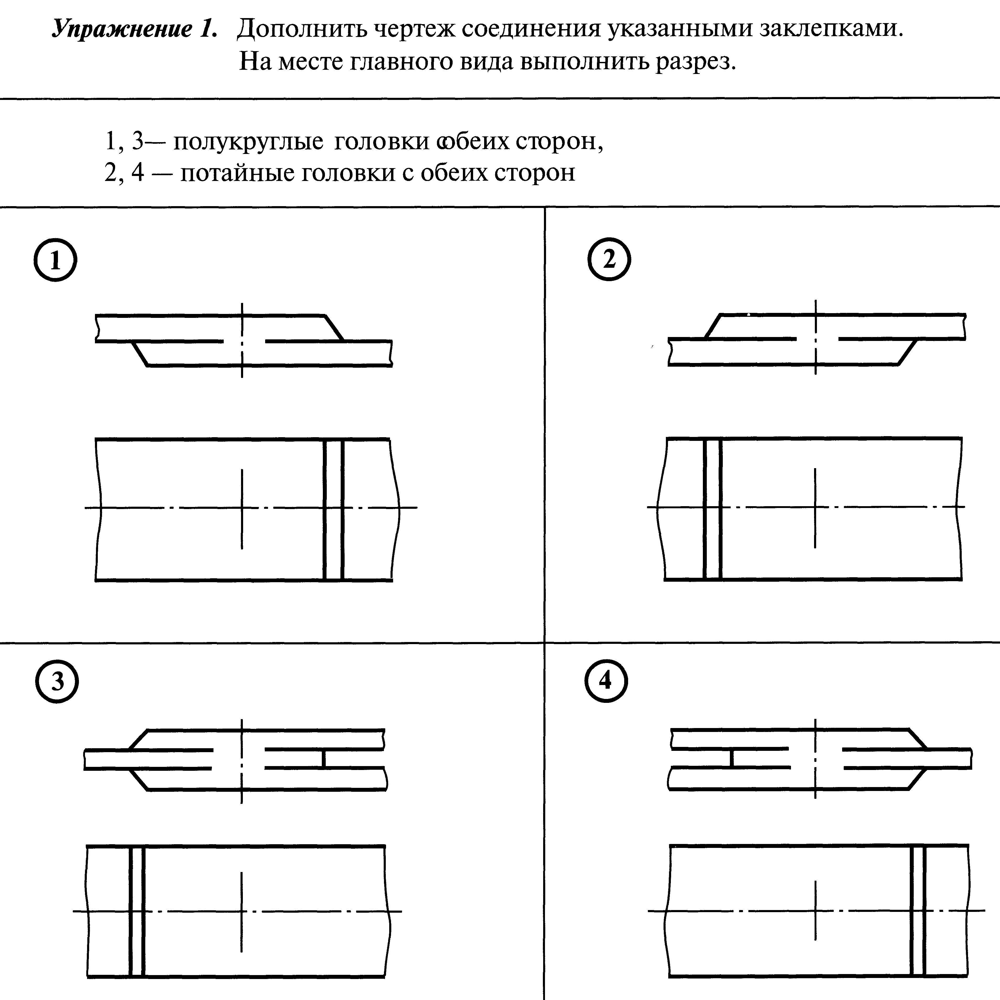 Упражнение 1. Дополнить чертеж соединения указанными заклепками.
На месте главного вида выполнить разрез.
1, 3— полукруглые головки с обеих сторон,
2, 4 — потайные головки с обеих сторон
1
2
3
4